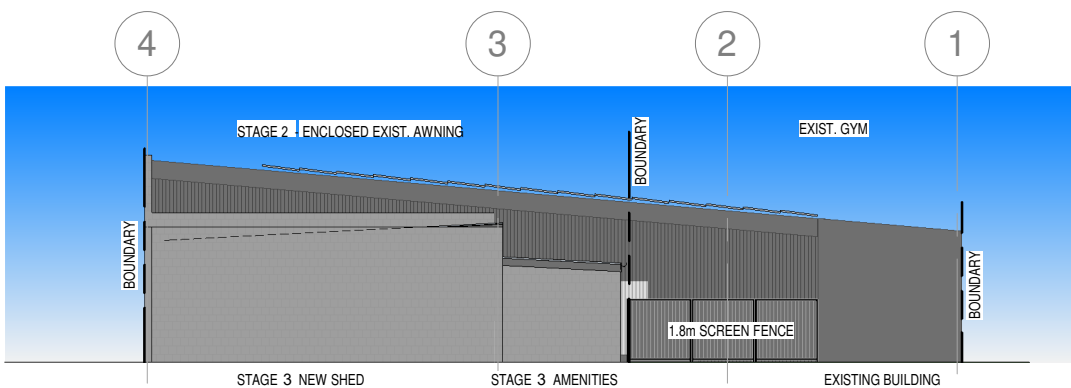 4
3
2
1
STAGE 2 - ENCLOSED EXIST. AWNING
EXIST. GYM
BOUNDARY
BOUNDARY
BOUNDARY
1.8m SCREEN FENCE
STAGE 3 NEW SHED
STAGE 3 AMENITIES
EXISTING BUILDING